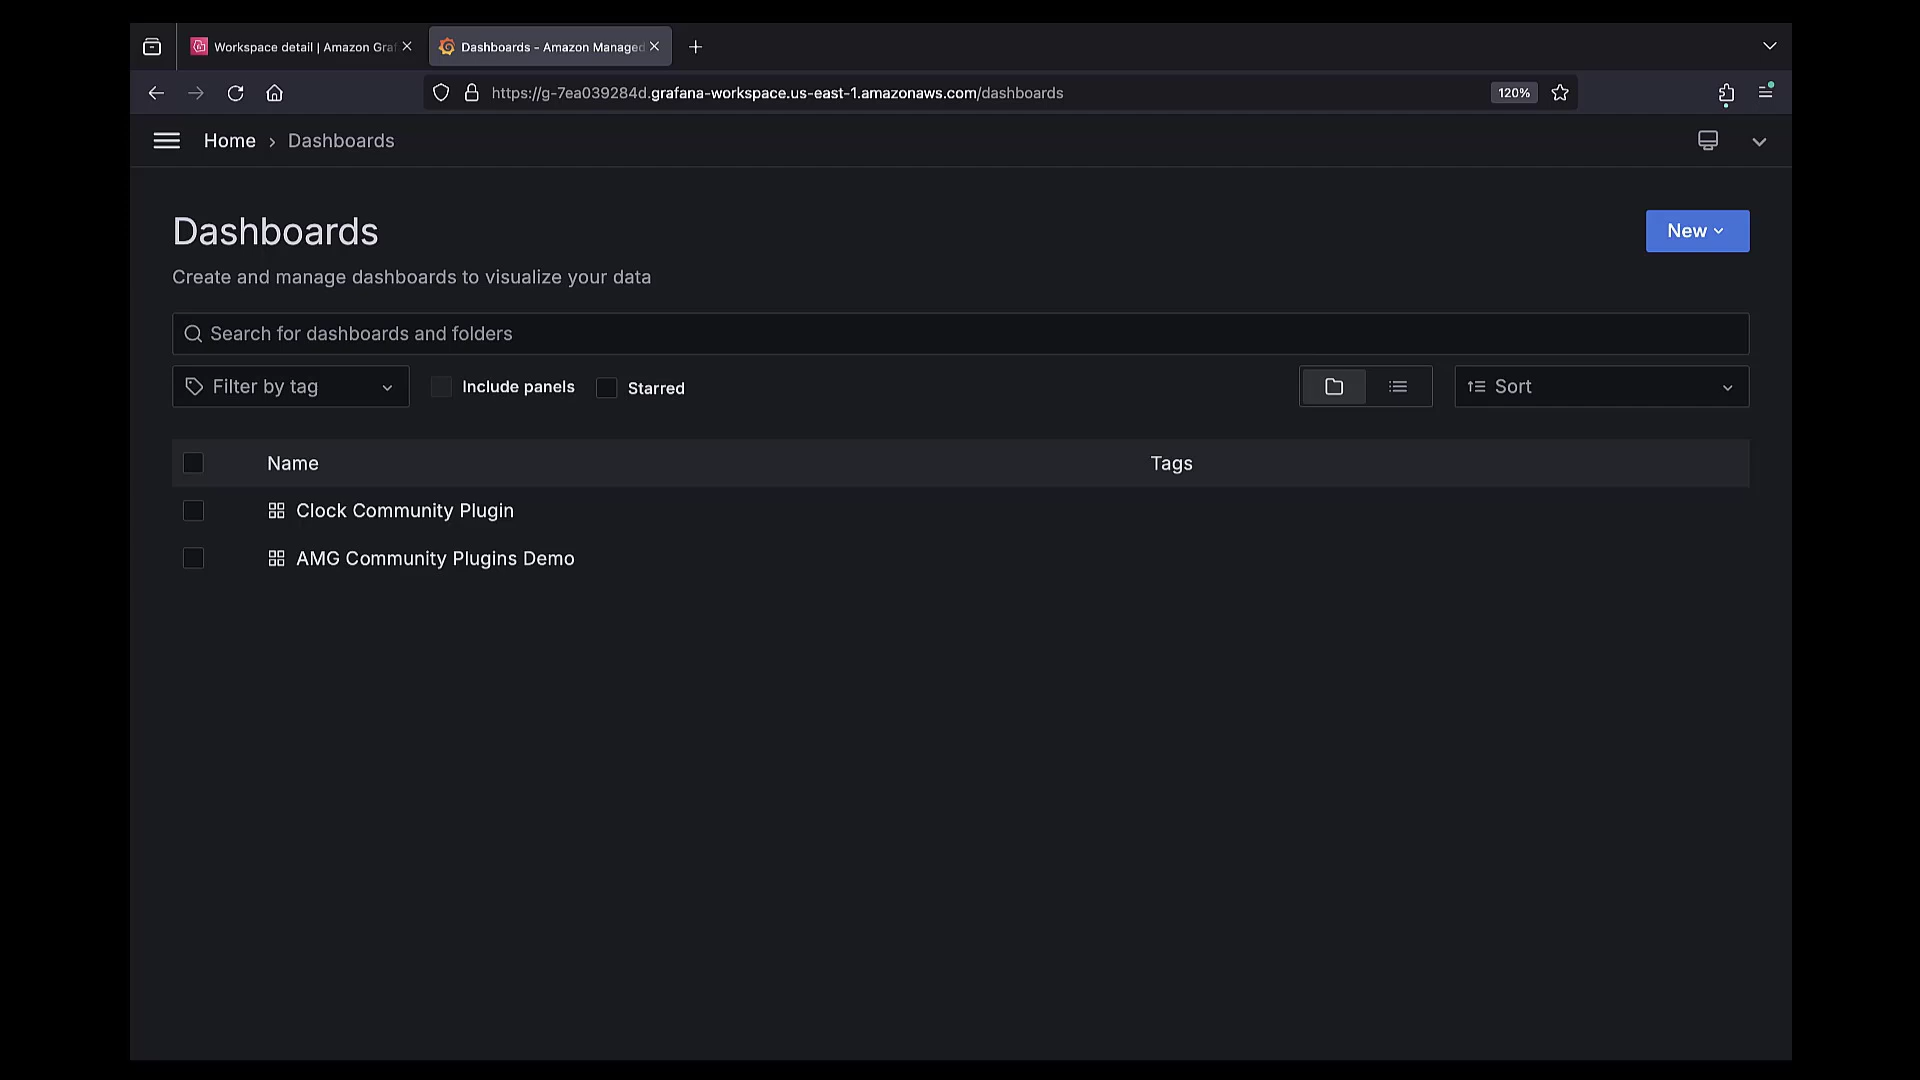 Workspace detail | Amazon Gra
Dashboards - Amazon Managed
https://g-7ea039284d.grafana-workspace.us-east-1.amazonaws.com/dashboards
120%
Home › Dashboards
Dashboards
New
Create and manage dashboards to visualize your data
Search for dashboards and folders
Filter by tag
Include panels
Starred
Sort
Name
Tags
Clock Community Plugin
AMG Community Plugins Demo